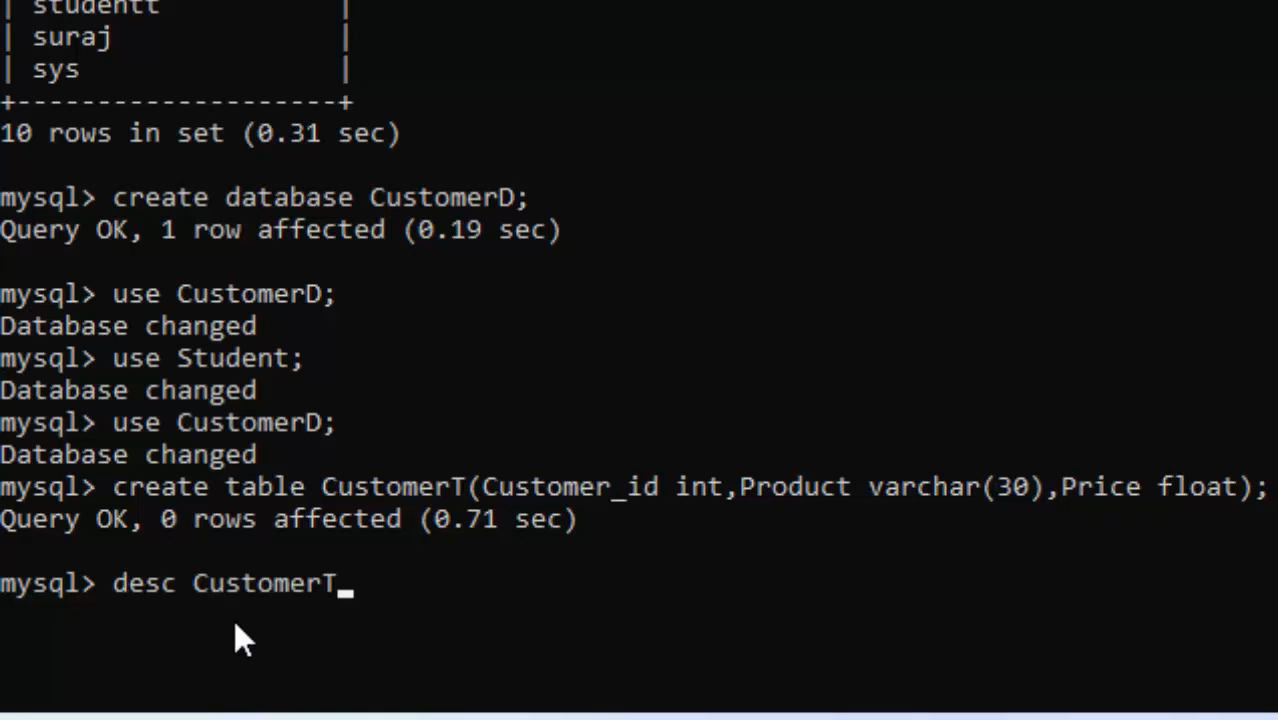 | studentt |
| suraj |
| sys |
+--------------------+
10 rows in set (0.31 sec)
mysql> create database CustomerD;
Query OK, 1 row affected (0.19 sec)
mysql> use CustomerD;
Database changed
mysql> use Student;
Database changed
mysql> use CustomerD;
Database changed
mysql> create table CustomerT(Customer_id int,Product varchar(30),Price float);
Query OK, 0 rows affected (0.71 sec)
mysql> desc CustomerT_